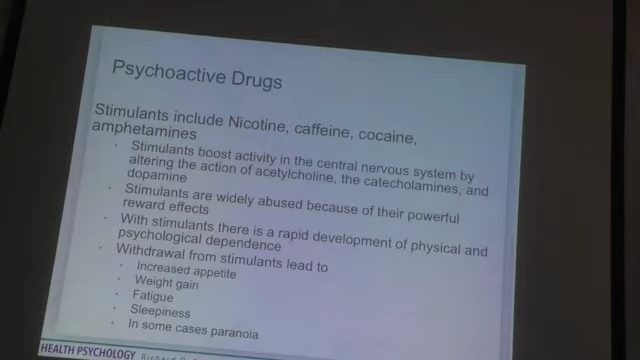 Psychoactive Drugs
Stimulants include Nicotine, caffeine, cocaine,
amphetamines
· Stimulants boost activity in the central nervous system by
altering the action of acetylcholine, the catecholamines, and
dopamine
· Stimulants are widely abused because of their powerful
reward effects
· With stimulants there is a rapid development of physical and
psychological dependence
· Withdrawal from stimulants lead to
· Increased appetite
· Weight gain
· Fatigue
· Sleepiness
· In some cases paranoia
HEALTH PSYCHOLOGY Richard